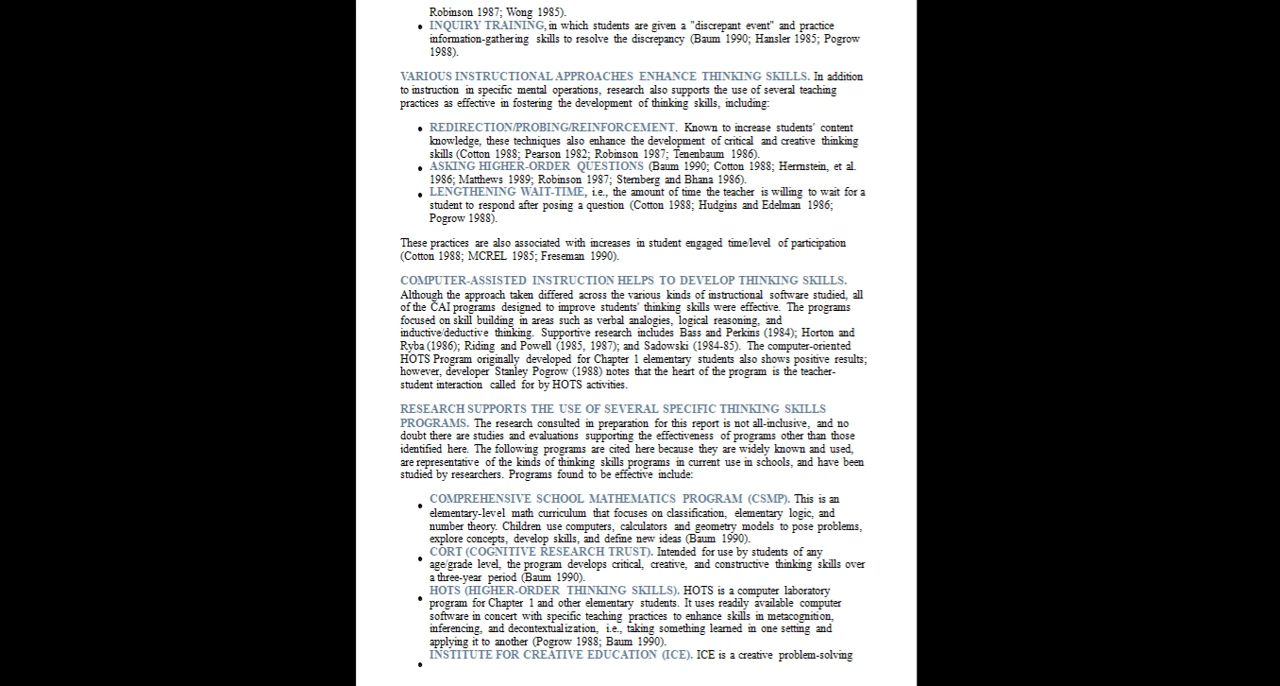 Robinson 1987; Wong 1985).
• INQUIRY TRAINING, in which students are given a "discrepant event" and practice
information-gathering skills to resolve the discrepancy (Baum 1990; Hansler 1985; Pogrow
1988).
VARIOUS INSTRUCTIONAL APPROACHES ENHANCE THINKING SKILLS. In addition
to instruction in specific mental operations, research also supports the use of several teaching
practices as effective in fostering the development of thinking skills, including:
• REDIRECTION/PROBING/REINFORCEMENT. Known to increase students' content
knowledge, these techniques also enhance the development of critical and creative thinking
skills (Cotton 1988; Pearson 1982; Robinson 1987; Tenenbaum 1986).
• ASKING HIGHER-ORDER QUESTIONS (Baum 1990; Cotton 1988; Herrnstein, et al.
1986; Matthews 1989; Robinson 1987; Sternberg and Bhana 1986).
• LENGTHENING WAIT-TIME, i.e., the amount of time the teacher is willing to wait for a
student to respond after posing a question (Cotton 1988; Hudgins and Edelman 1986;
Pogrow 1988).
These practices are also associated with increases in student engaged time/level of participation
(Cotton 1988; MCREL 1985; Freseman 1990).
COMPUTER-ASSISTED INSTRUCTION HELPS TO DEVELOP THINKING SKILLS.
Although the approach taken differed across the various kinds of instructional software studied, all
of the CAI programs designed to improve students' thinking skills were effective. The programs
focused on skill building in areas such as verbal analogies, logical reasoning, and
inductive/deductive thinking. Supportive research includes Bass and Perkins (1984); Horton and
Ryba (1986); Riding and Powell (1985, 1987); and Sadowski (1984-85). The computer-oriented
HOTS Program originally developed for Chapter 1 elementary students also shows positive results;
however, developer Stanley Pogrow (1988) notes that the heart of the program is the teacher-
student interaction called for by HOTS activities.
RESEARCH SUPPORTS THE USE OF SEVERAL SPECIFIC THINKING SKILLS
PROGRAMS. The research consulted in preparation for this report is not all-inclusive, and no
doubt there are studies and evaluations supporting the effectiveness of programs other than those
identified here. The following programs are cited here because they are widely known and used,
are representative of the kinds of thinking skills programs in current use in schools, and have been
studied by researchers. Programs found to be effective include:
• COMPREHENSIVE SCHOOL MATHEMATICS PROGRAM (CSMP). This is an
elementary-level math curriculum that focuses on classification, elementary logic, and
number theory. Children use computers, calculators and geometry models to pose problems,
explore concepts, develop skills, and define new ideas (Baum 1990).
• CORT (COGNITIVE RESEARCH TRUST). Intended for use by students of any
age/grade level, the program develops critical, creative, and constructive thinking skills over
a three-year period (Baum 1990).
• HOTS (HIGHER-ORDER THINKING SKILLS). HOTS is a computer laboratory
program for Chapter 1 and other elementary students. It uses readily available computer
software in concert with specific teaching practices to enhance skills in metacognition,
inferencing, and decontextualization, i.e., taking something learned in one setting and
applying it to another (Pogrow 1988; Baum 1990).
• INSTITUTE FOR CREATIVE EDUCATION (ICE). ICE is a creative problem-solving